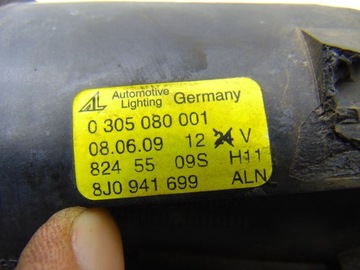 AL Automotive Lighting Germany
0 305 080 001
08.06.09 12 24 V
824 55 09S H11
8J0 941 699 ALN